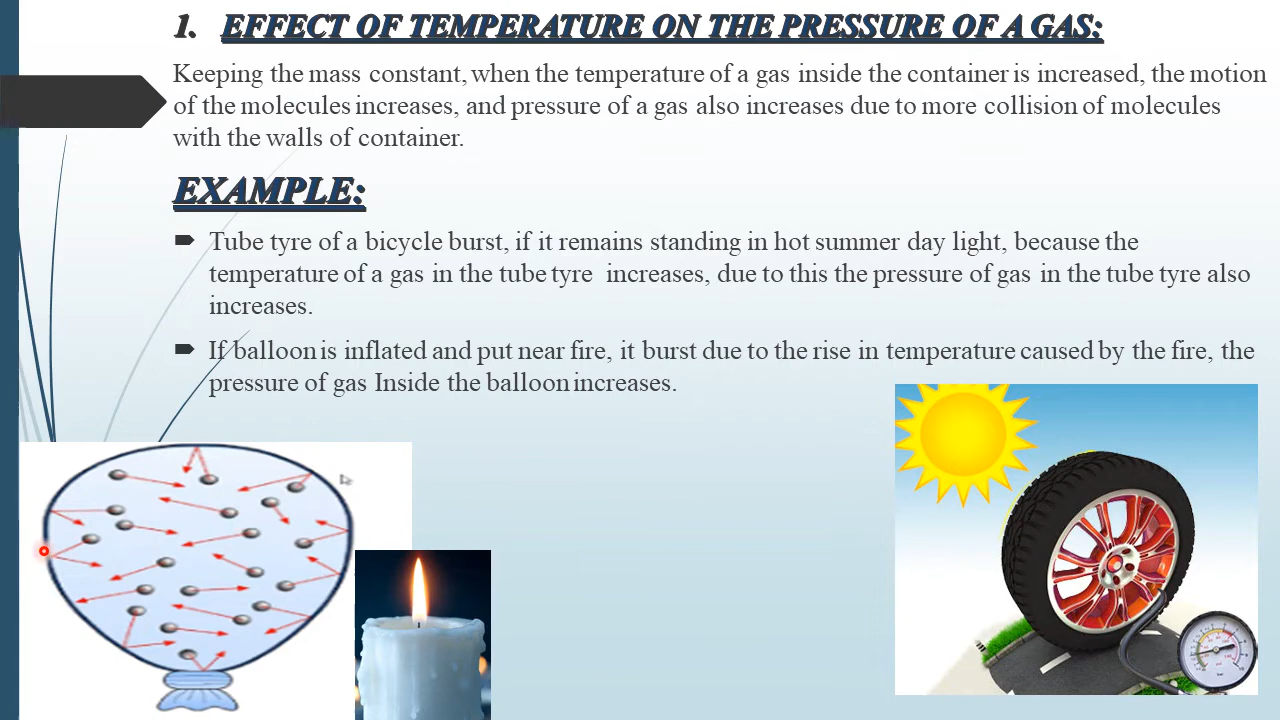 1. EFFECT OF TEMPERATURE ON THE PRESSURE OF A GAS:
Keeping the mass constant, when the temperature of a gas inside the container is increased, the motion
of the molecules increases, and pressure of a gas also increases due to more collision of molecules
with the walls of container.
EXAMPLE:
Tube tyre of a bicycle burst, if it remains standing in hot summer day light, because the
temperature of a gas in the tube tyre increases, due to this the pressure of gas in the tube tyre also
increases.
If balloon is inflated and put near fire, it burst due to the rise in temperature caused by the fire, the
pressure of gas Inside the balloon increases.